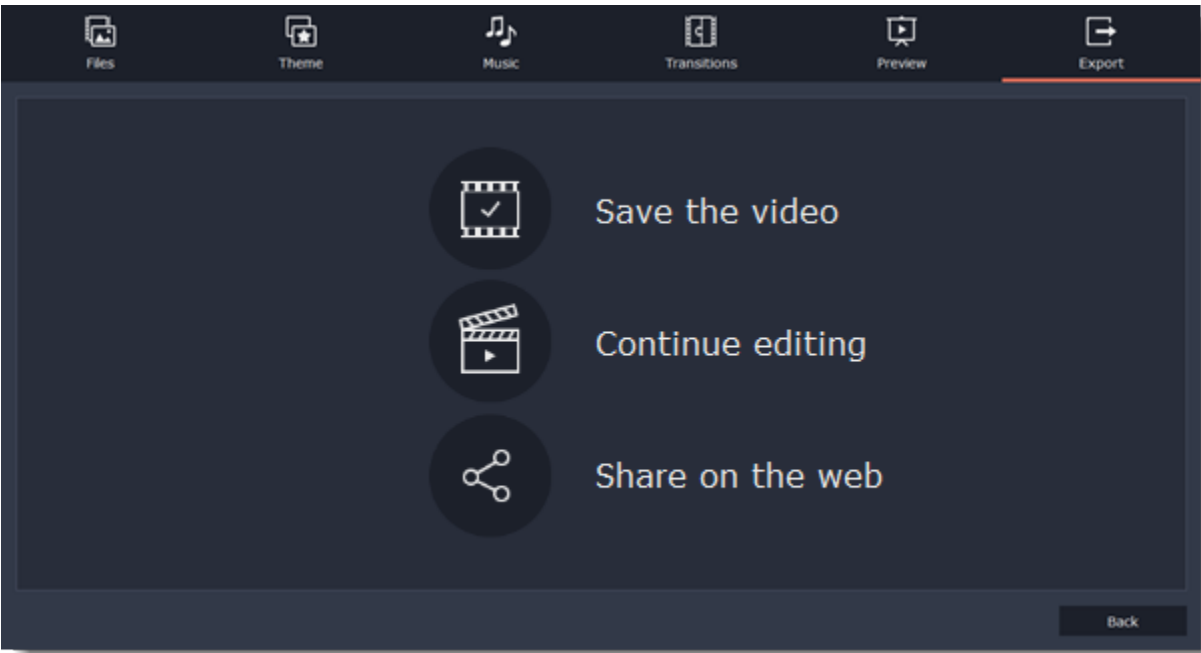 Files
Theme
Music
Transitions
Preview
Export
Save the video
Continue editing
Share on the web
Back